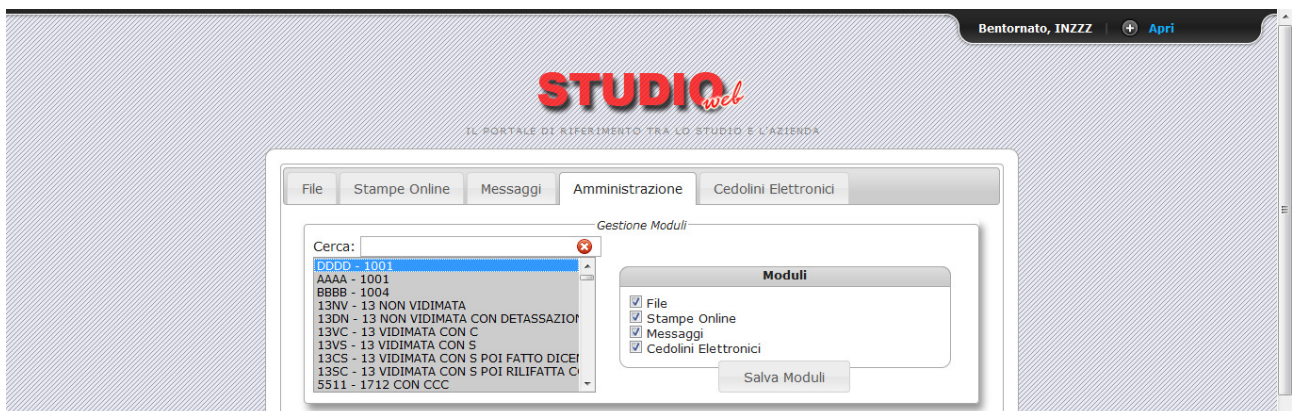 Bentornato, INZZZ | Apri
STUDIO web
IL PORTALE DI RIFERIMENTO TRA LO STUDIO E L'AZIENDA
File Stampe Online Messaggi Amministrazione Cedolini Elettronici
Gestione Moduli
Cerca:
DDDD - 1001
AAAA - 1001
BBBB - 1004
13NV - 13 NON VIDIMATA
13DN - 13 NON VIDIMATA CON DETASSAZION
13VC - 13 VIDIMATA CON C
13VS - 13 VIDIMATA CON S
13CS - 13 VIDIMATA CON S POI FATTO DICEM
13SC - 13 VIDIMATA CON S POI RILIFATTA C
5511 - 1712 CON CCC
Moduli
File
Stampe Online
Messaggi
Cedolini Elettronici
Salva Moduli